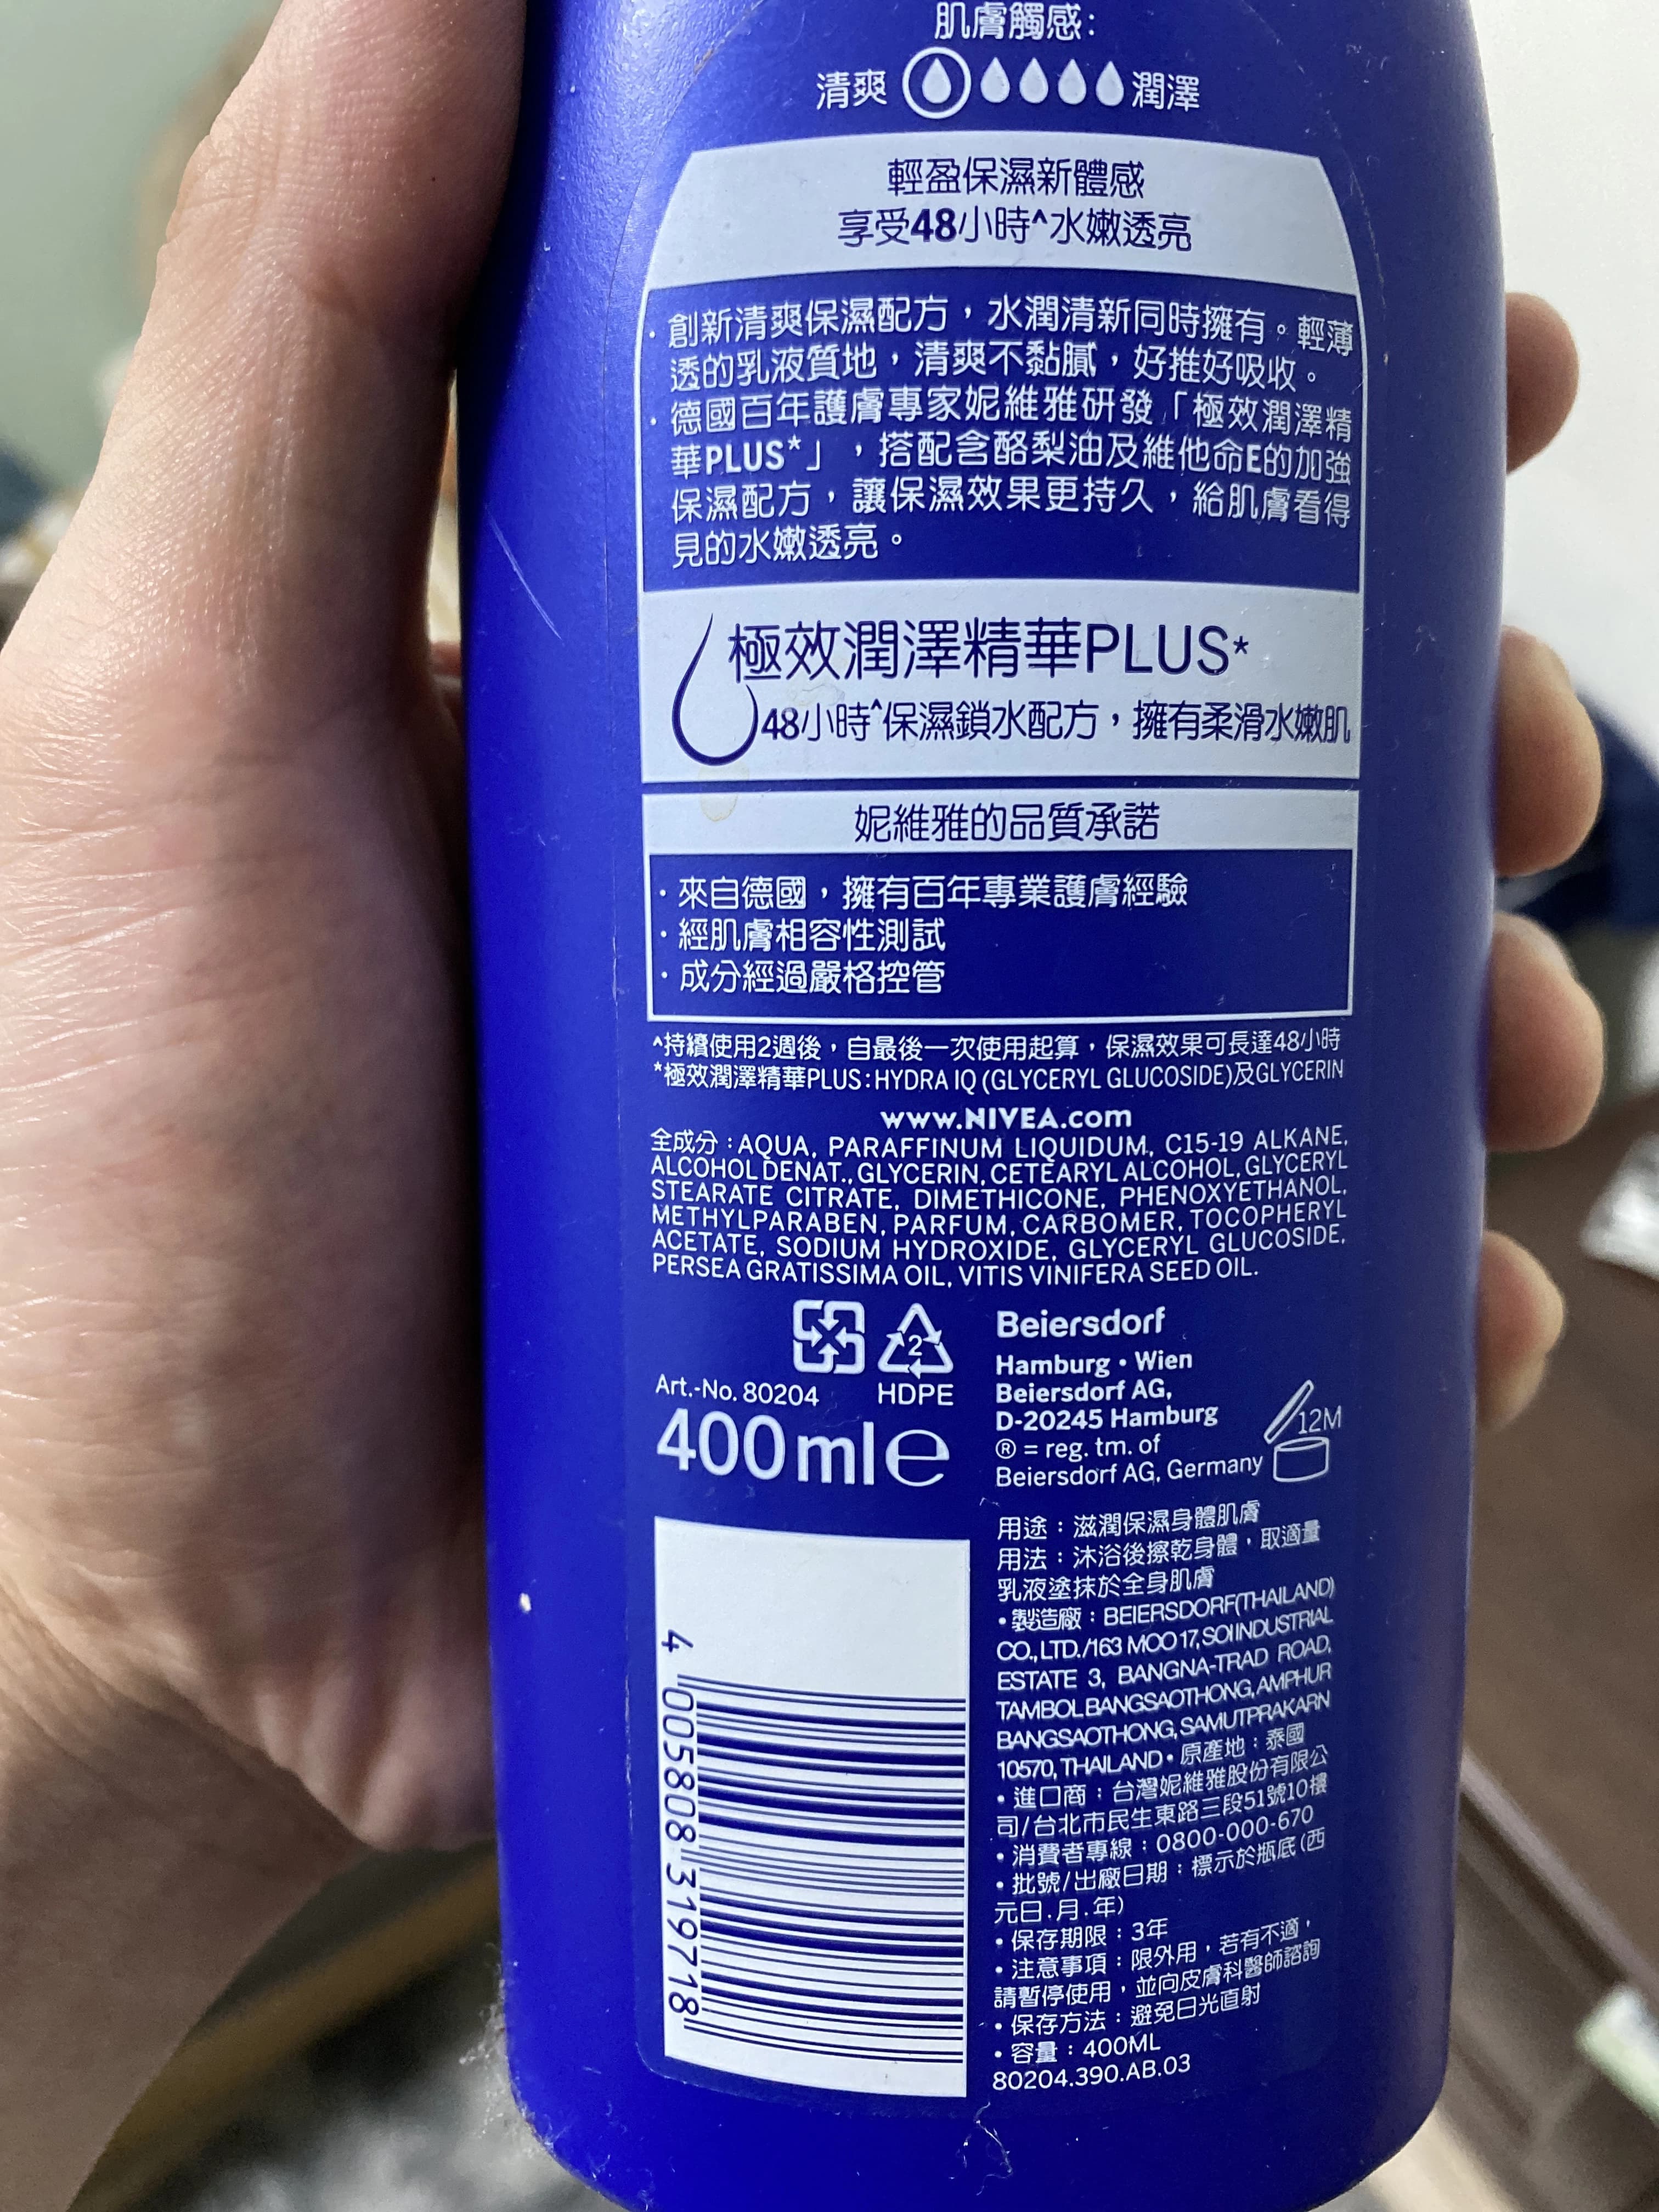 肌膚觸感:
清爽 潤澤
輕盈保濕新體感
享受48小時^水嫩透亮
· 創新清爽保濕配方，水潤清新同時擁有。輕薄
透的乳液質地，清爽不黏膩，好推好吸收。
· 德國百年護膚專家妮維雅研發「極效潤澤精
華PLUS*」，搭配含酪梨油及維他命E的加強
保濕配方，讓保濕效果更持久，給肌膚看得
見的水嫩透亮。
極效潤澤精華PLUS*
48小時^保濕鎖水配方，擁有柔滑水嫩肌
妮維雅的品質承諾
· 來自德國，擁有百年專業護膚經驗
· 經肌膚相容性測試
· 成分經過嚴格控管
^持續使用2週後，自最後一次使用起算，保濕效果可長達48小時
*極效潤澤精華PLUS:HYDRA IQ (GLYCERYL GLUCOSIDE)及GLYCERIN
www.NIVEA.com
全成分：AQUA, PARAFFINUM LIQUIDUM, C15-19 ALKANE,
ALCOHOL DENAT., GLYCERIN, CETEARYL ALCOHOL, GLYCERYL
STEARATE CITRATE, DIMETHICONE, PHENOXYETHANOL,
METHYLPARABEN, PARFUM, CARBOMER, TOCOPHERYL
ACETATE, SODIUM HYDROXIDE, GLYCERYL GLUCOSIDE,
PERSEA GRATISSIMA OIL, VITIS VINIFERA SEED OIL.
2
Art.-No. 80204 HDPE
400 ml e
Beiersdorf
Hamburg • Wien
Beiersdorf AG,
D-20245 Hamburg
® = reg. tm. of
Beiersdorf AG, Germany
12M
4 005808 319718
用途：滋潤保濕身體肌膚
用法：沐浴後擦乾身體，取適量
乳液塗抹於全身肌膚
• 製造廠：BEIERSDORF(THAILAND)
CO., LTD./163 MOO 17, SOI INDUSTRIAL
ESTATE 3, BANGNA-TRAD ROAD,
TAMBOL BANGSAOTHONG, AMPHUR
BANGSAOTHONG, SAMUTPRAKARN
10570, THAILAND • 原產地：泰國
• 進口商：台灣妮維雅股份有限公
司/台北市民生東路三段51號10樓
• 消費者專線：0800-000-670
• 批號/出廠日期：標示於瓶底(西
元日.月.年)
• 保存期限：3年
• 注意事項：限外用，若有不適，
請暫停使用，並向皮膚科醫師諮詢
• 保存方法：避免日光直射
• 容量：400ML
80204.390.AB.03